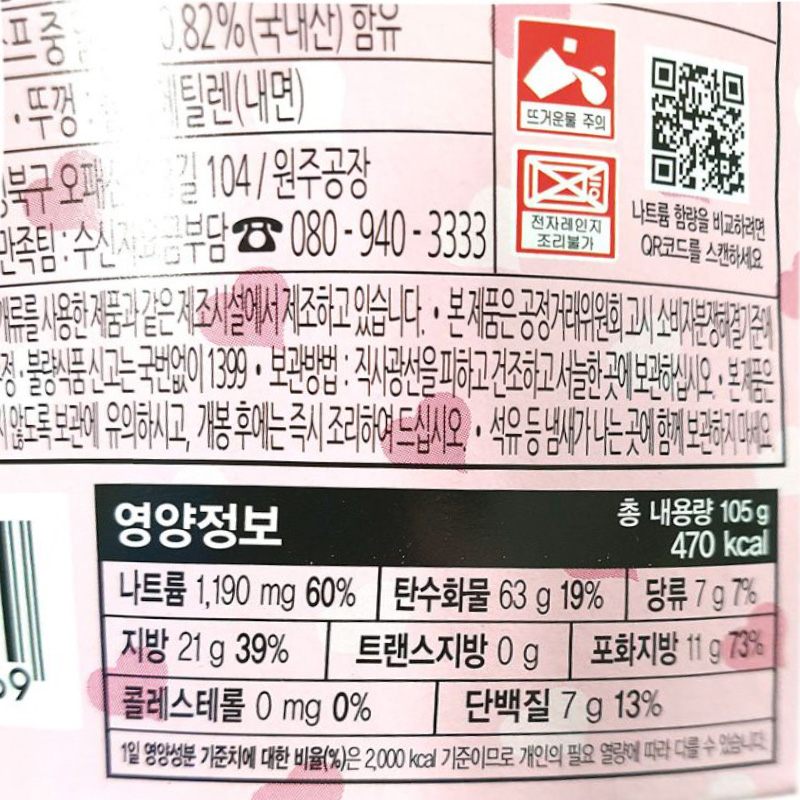 0.82%(국내산) 함유
• 뚜껑 : 에틸렌(내면)
길 104 / 원주공장
만족팀 : 수신자요금부담 ☎ 080 - 940 - 3333
뜨거운물 주의
전자레인지
조리불가
나트륨 함량을 비교하려면
QR코드를 스캔하세요
개류를 사용한 제품과 같은 제조시설에서 제조하고 있습니다. • 본 제품은 공정거래위원회 고시 소비자분쟁해결기준에
정 • 불량식품 신고는 국번없이 1399 • 보관방법 : 직사광선을 피하고 건조하고 서늘한 곳에 보관하십시오. • 본 제품은
않도록 보관에 유의하시고, 개봉 후에는 즉시 조리하여 드십시오. • 석유 등 냄새가 나는 곳에 함께 보관하지 마세요.
영양정보 총 내용량 105 g
470 kcal
나트륨 1,190 mg 60% 탄수화물 63 g 19% 당류 7 g 7%
지방 21 g 39% 트랜스지방 0 g 포화지방 11 g 73%
콜레스테롤 0 mg 0% 단백질 7 g 13%
1일 영양성분 기준치에 대한 비율(%)은 2,000 kcal 기준이므로 개인의 필요 열량에 따라 다를 수 있습니다.